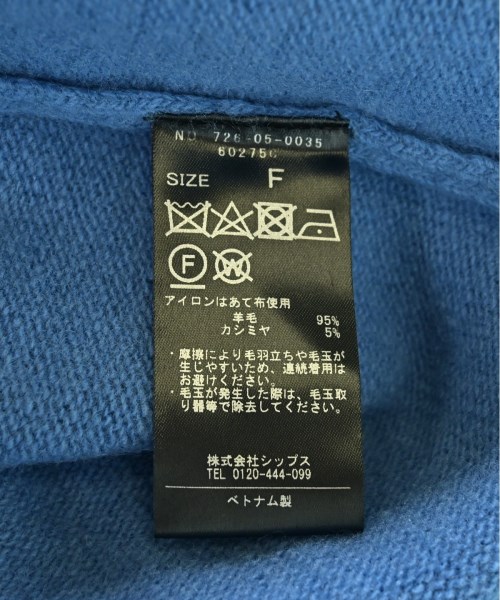 NO. 726-05-0035
60275C
SIZE F
F W
アイロンはあて布使用
羊毛 95%
カシミヤ 5%
・摩擦により毛羽立ちや毛玉が
生じやすいため、連続着用は
お避けください。
・毛玉が発生した際は、毛玉取
り器等で除去してください。
株式会社シップス
TEL 0120-444-099
ベトナム製